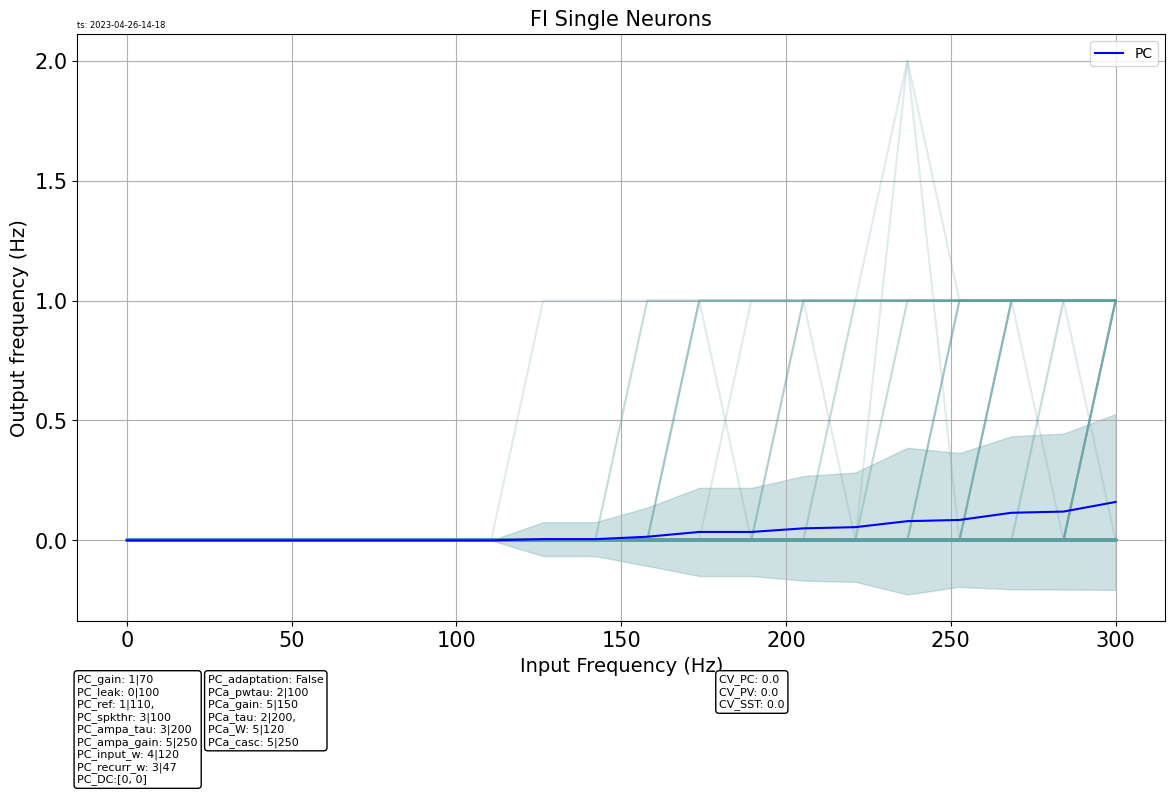 FI Single Neurons
ts: 2023-04-26-14-18
PC
2.0
1.5
1.0
0.5
0.0
Output frequency (Hz)
0 50 100 150 200 250 300
Input Frequency (Hz)
PC_gain: 1|70
PC_leak: 0|100
PC_ref: 1|110,
PC_spkthr: 3|100
PC_ampa_tau: 3|200
PC_ampa_gain: 5|250
PC_input_w: 4|120
PC_recurr_w: 3|47
PC_DC:[0, 0]
PC_adaptation: False
PCa_pwtau: 2|100
PCa_gain: 5|150
PCa_tau: 2|200,
PCa_W: 5|120
PCa_casc: 5|250
CV_PC: 0.0
CV_PV: 0.0
CV_SST: 0.0